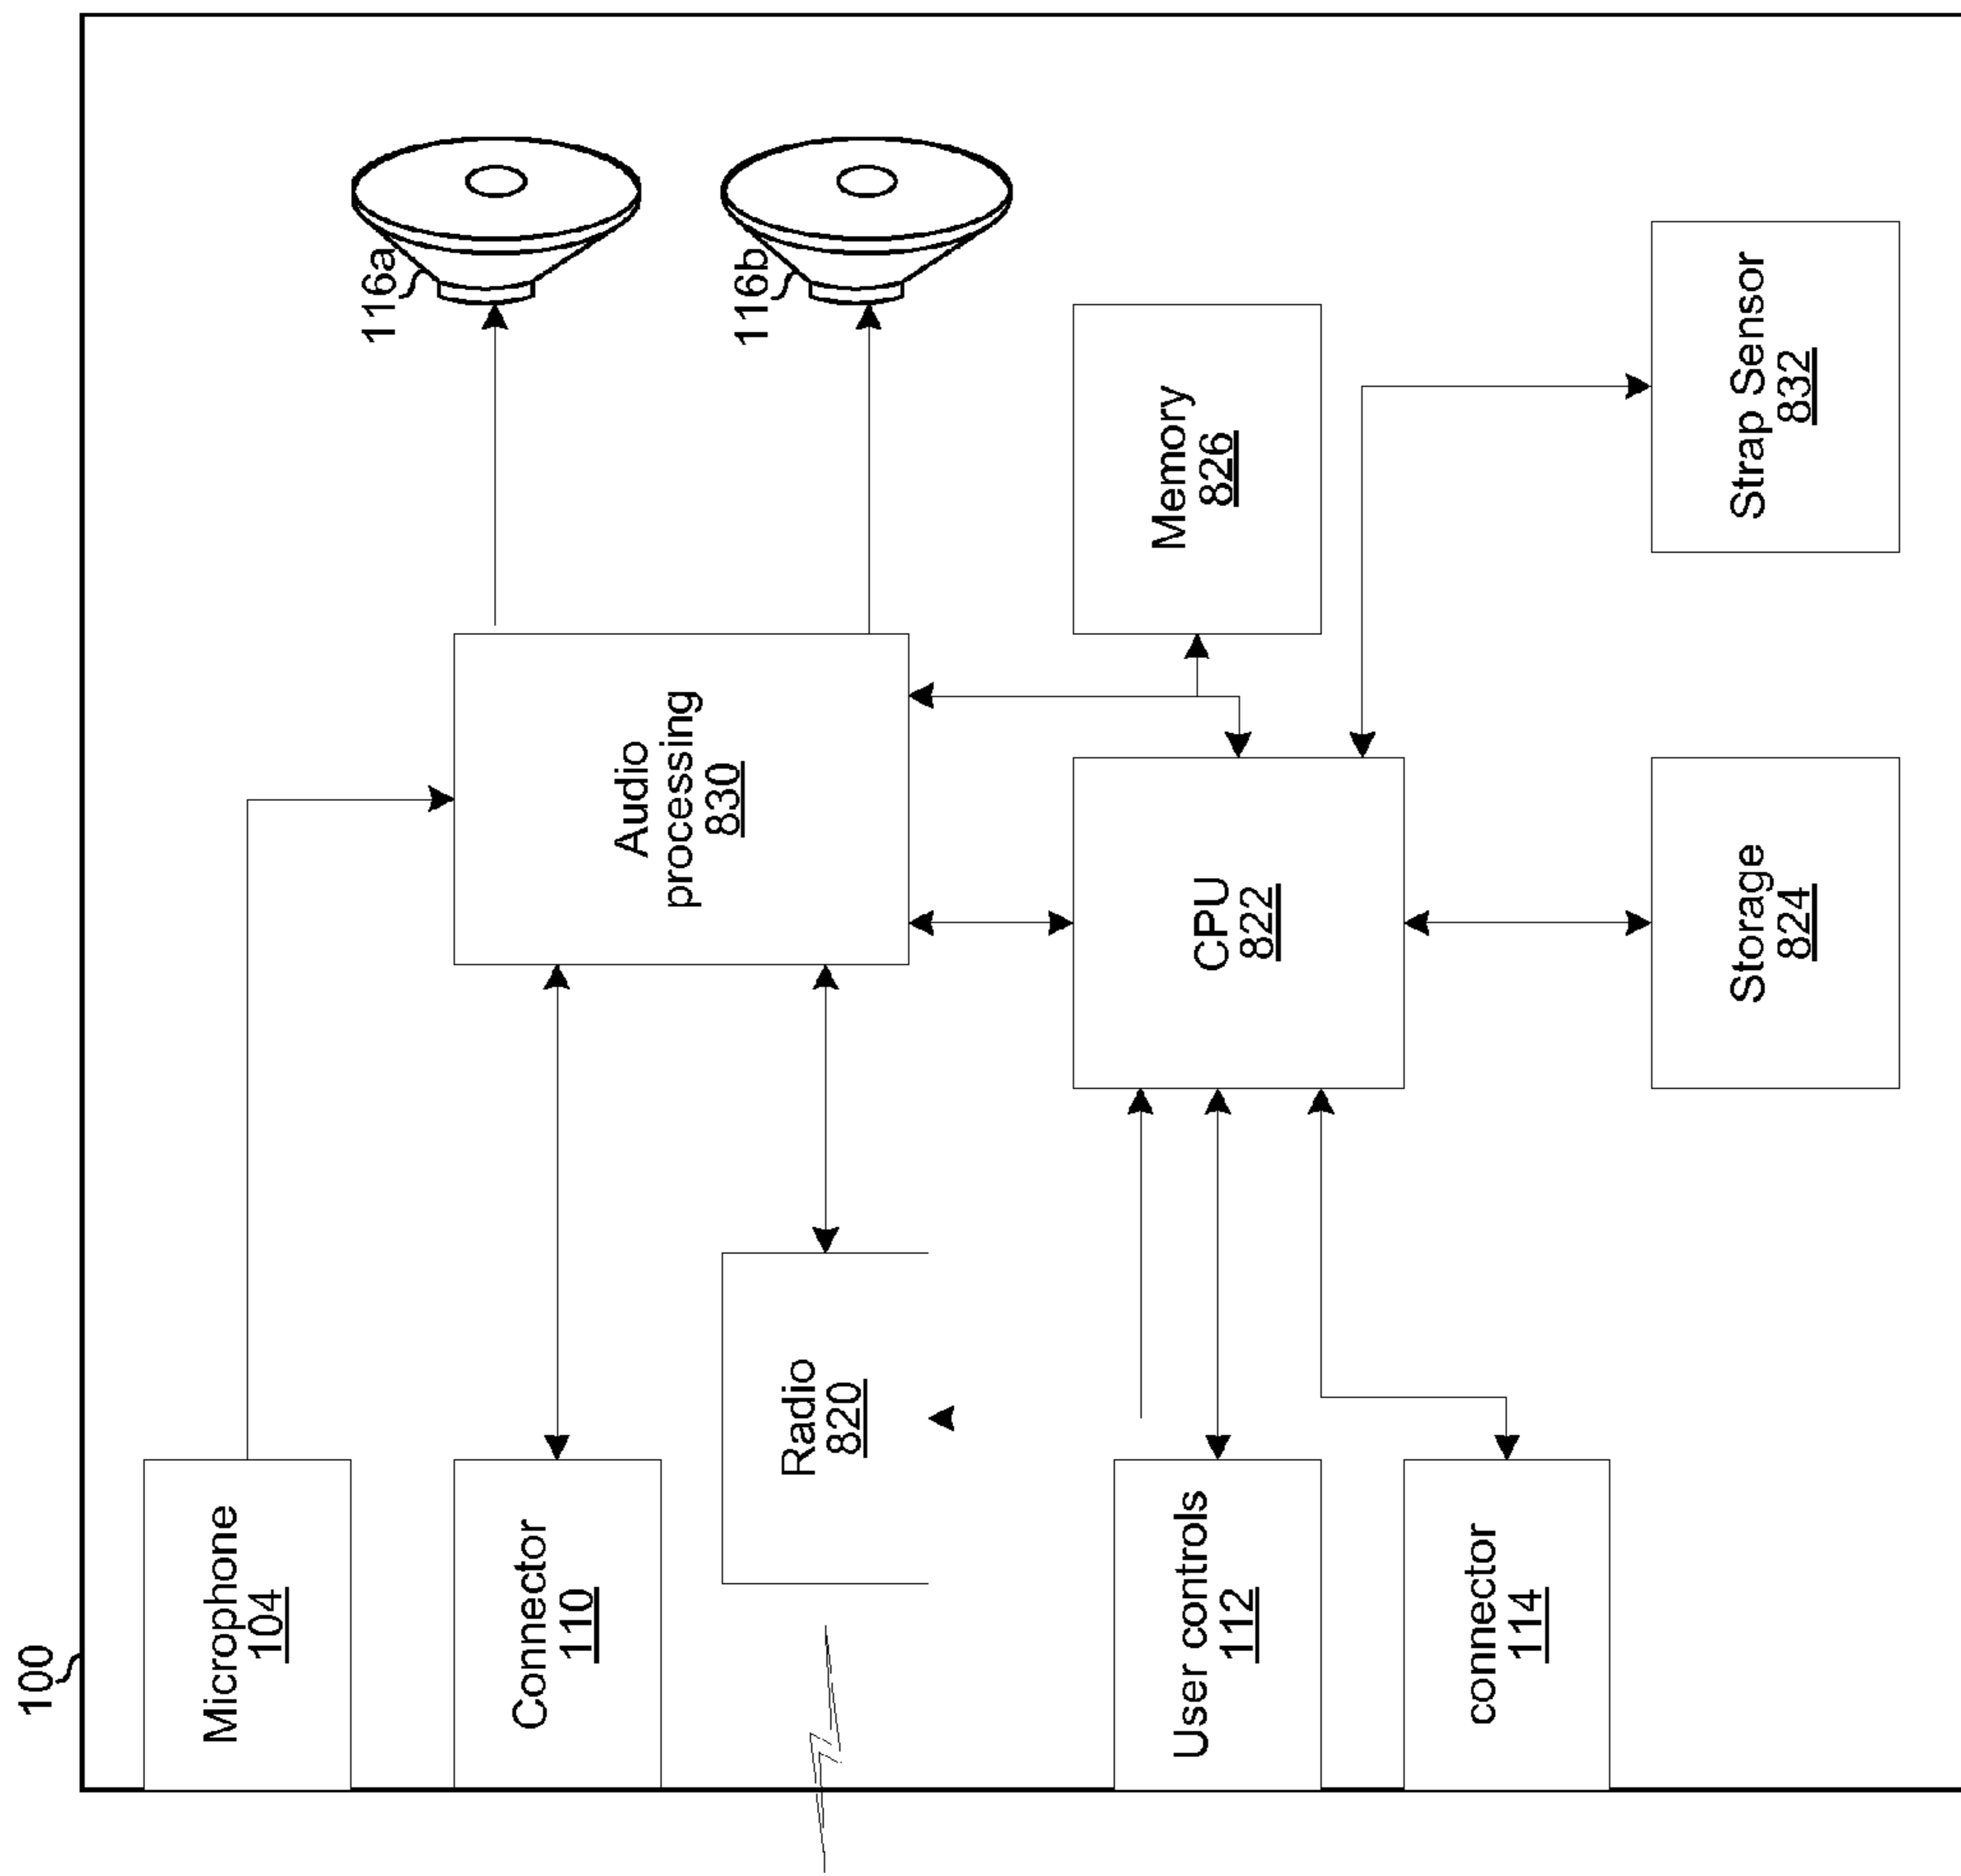 100
Microphone
104
Connector
110
Radio
820
User controls
112
connector
114
Audio
processing
830
CPU
822
Storage
824
Memory
826
Strap Sensor
832
116a
116b